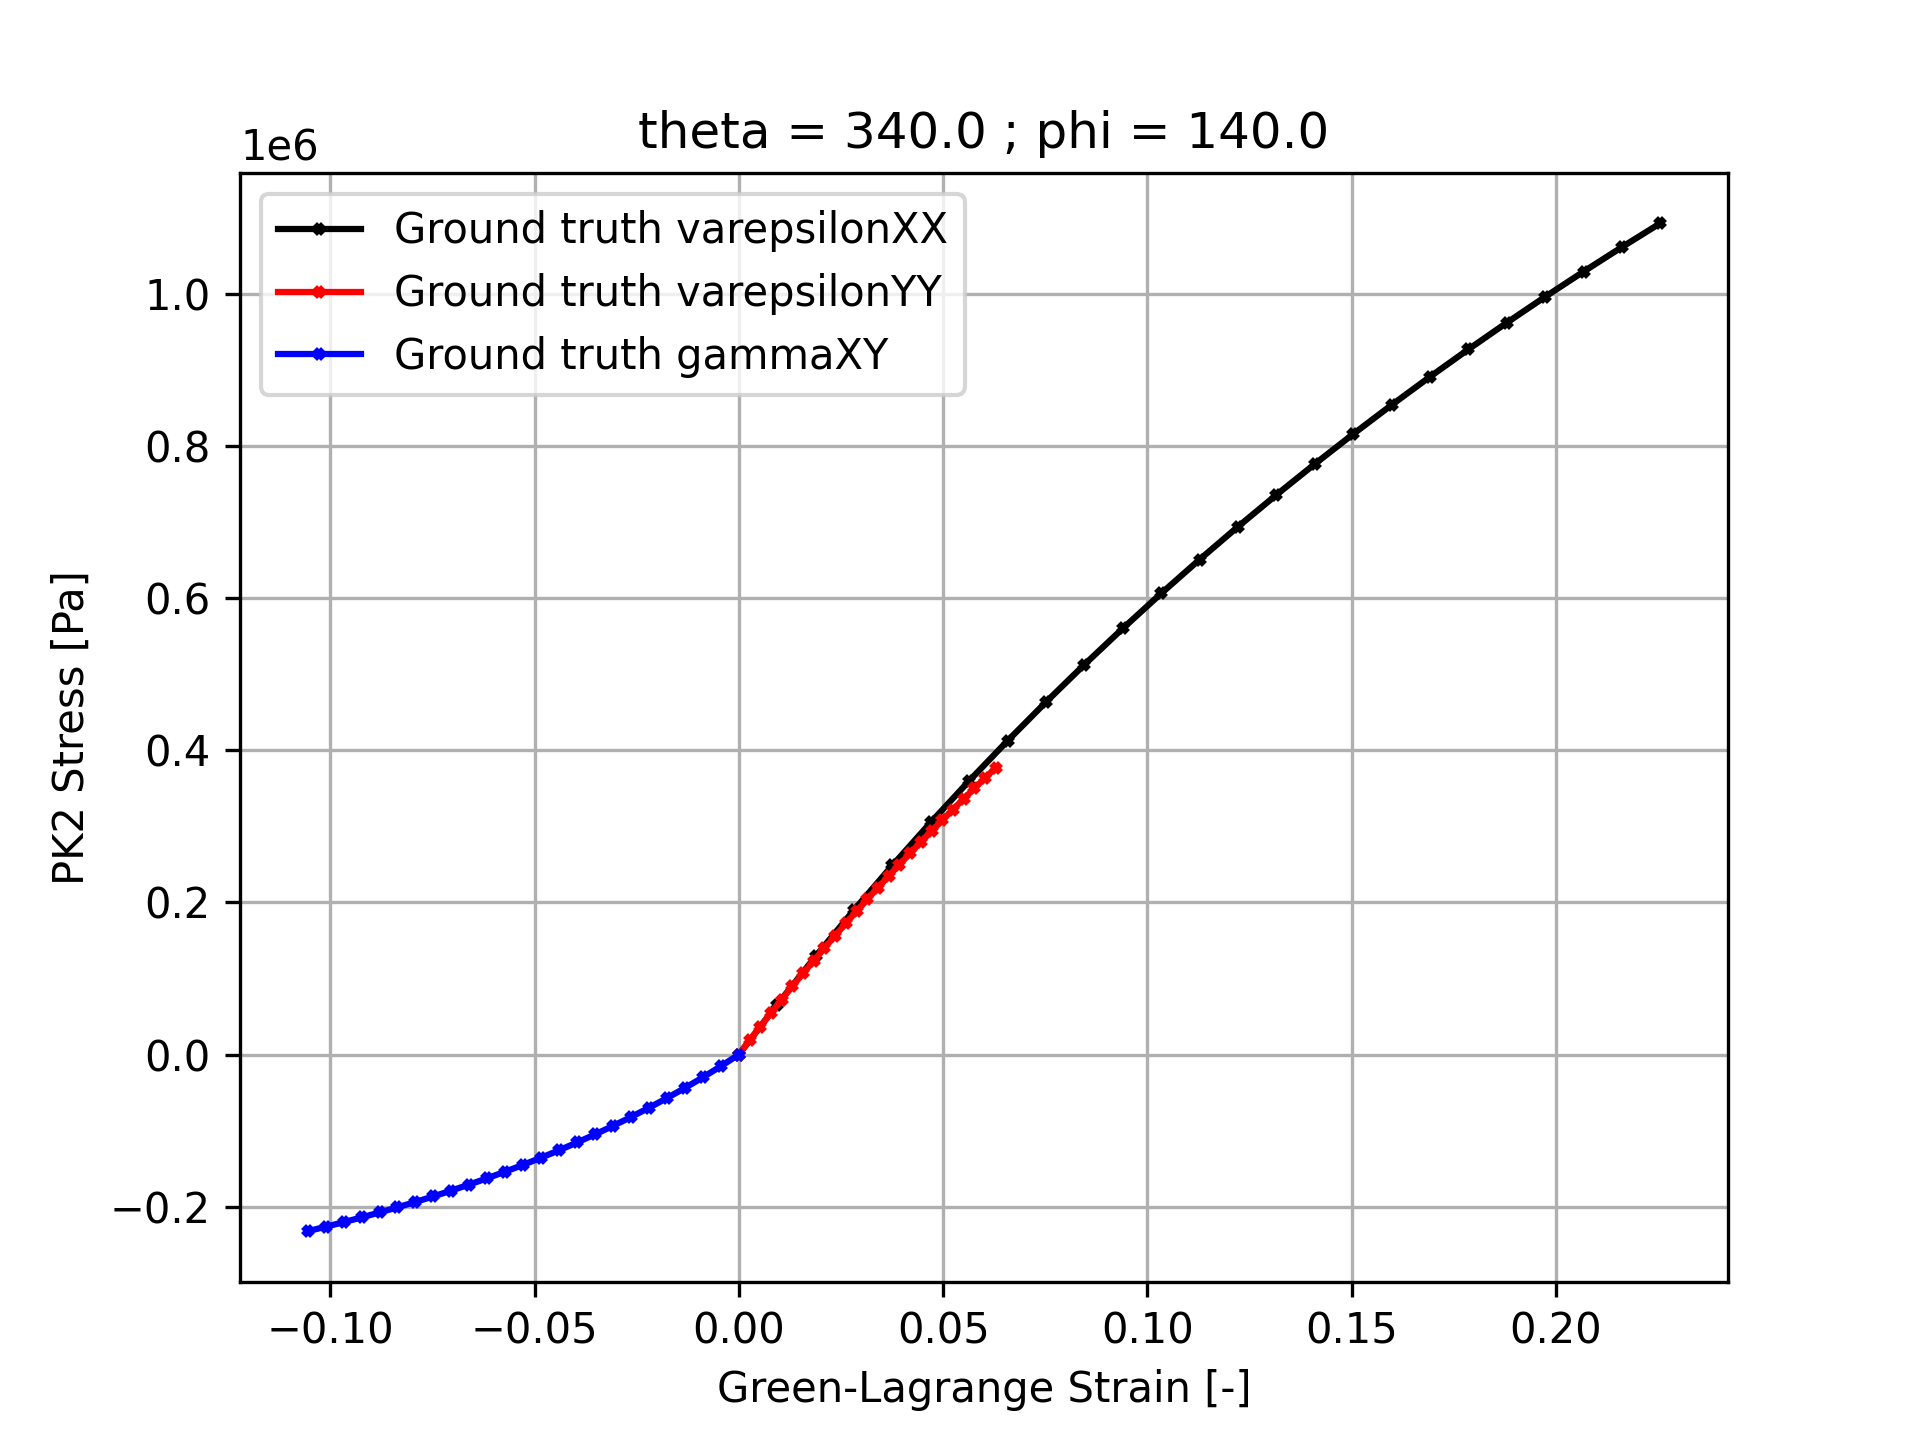 theta = 340.0 ; phi = 140.0
1e6
Ground truth varepsilonXX
Ground truth varepsilonYY
Ground truth gammaXY
1.0
0.8
0.6
0.4
0.2
0.0
−0.2
PK2 Stress [Pa]
−0.10 −0.05 0.00 0.05 0.10 0.15 0.20
Green-Lagrange Strain [-]